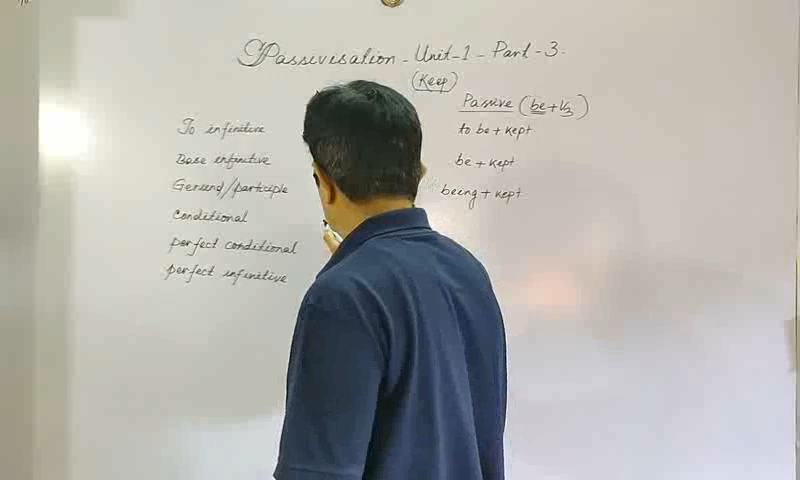 Passivisation - Unit-1 - Part-3.
(Keep)
Passive (be+V3)
To infinitive to be + kept
Base infinitive be + kept
Gerund/participle being + kept
Conditional
perfect conditional
perfect infinitive